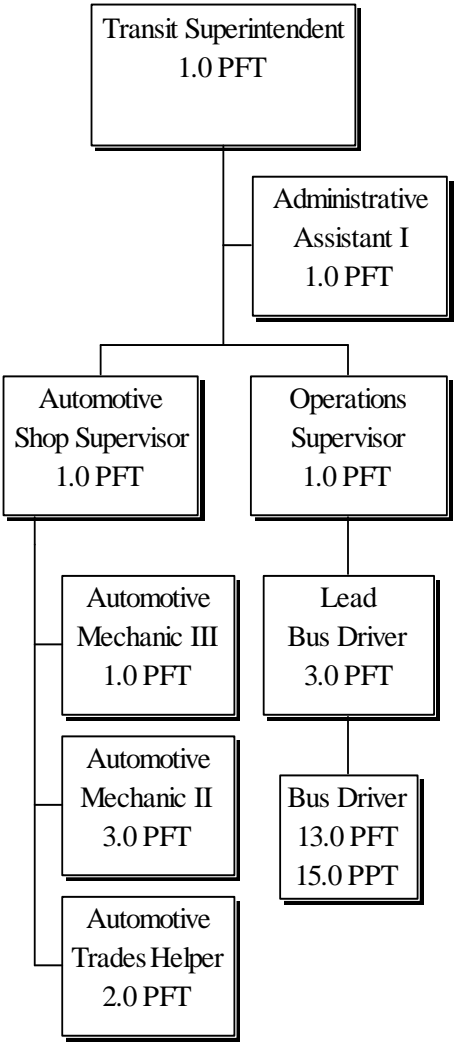 Transit Superintendent
1.0 PFT
Administrative
Assistant I
1.0 PFT
Automotive
Shop Supervisor
1.0 PFT
Operations
Supervisor
1.0 PFT
Automotive
Mechanic III
1.0 PFT
Automotive
Mechanic II
3.0 PFT
Automotive
Trades Helper
2.0 PFT
Lead
Bus Driver
3.0 PFT
Bus Driver
13.0 PFT
15.0 PPT